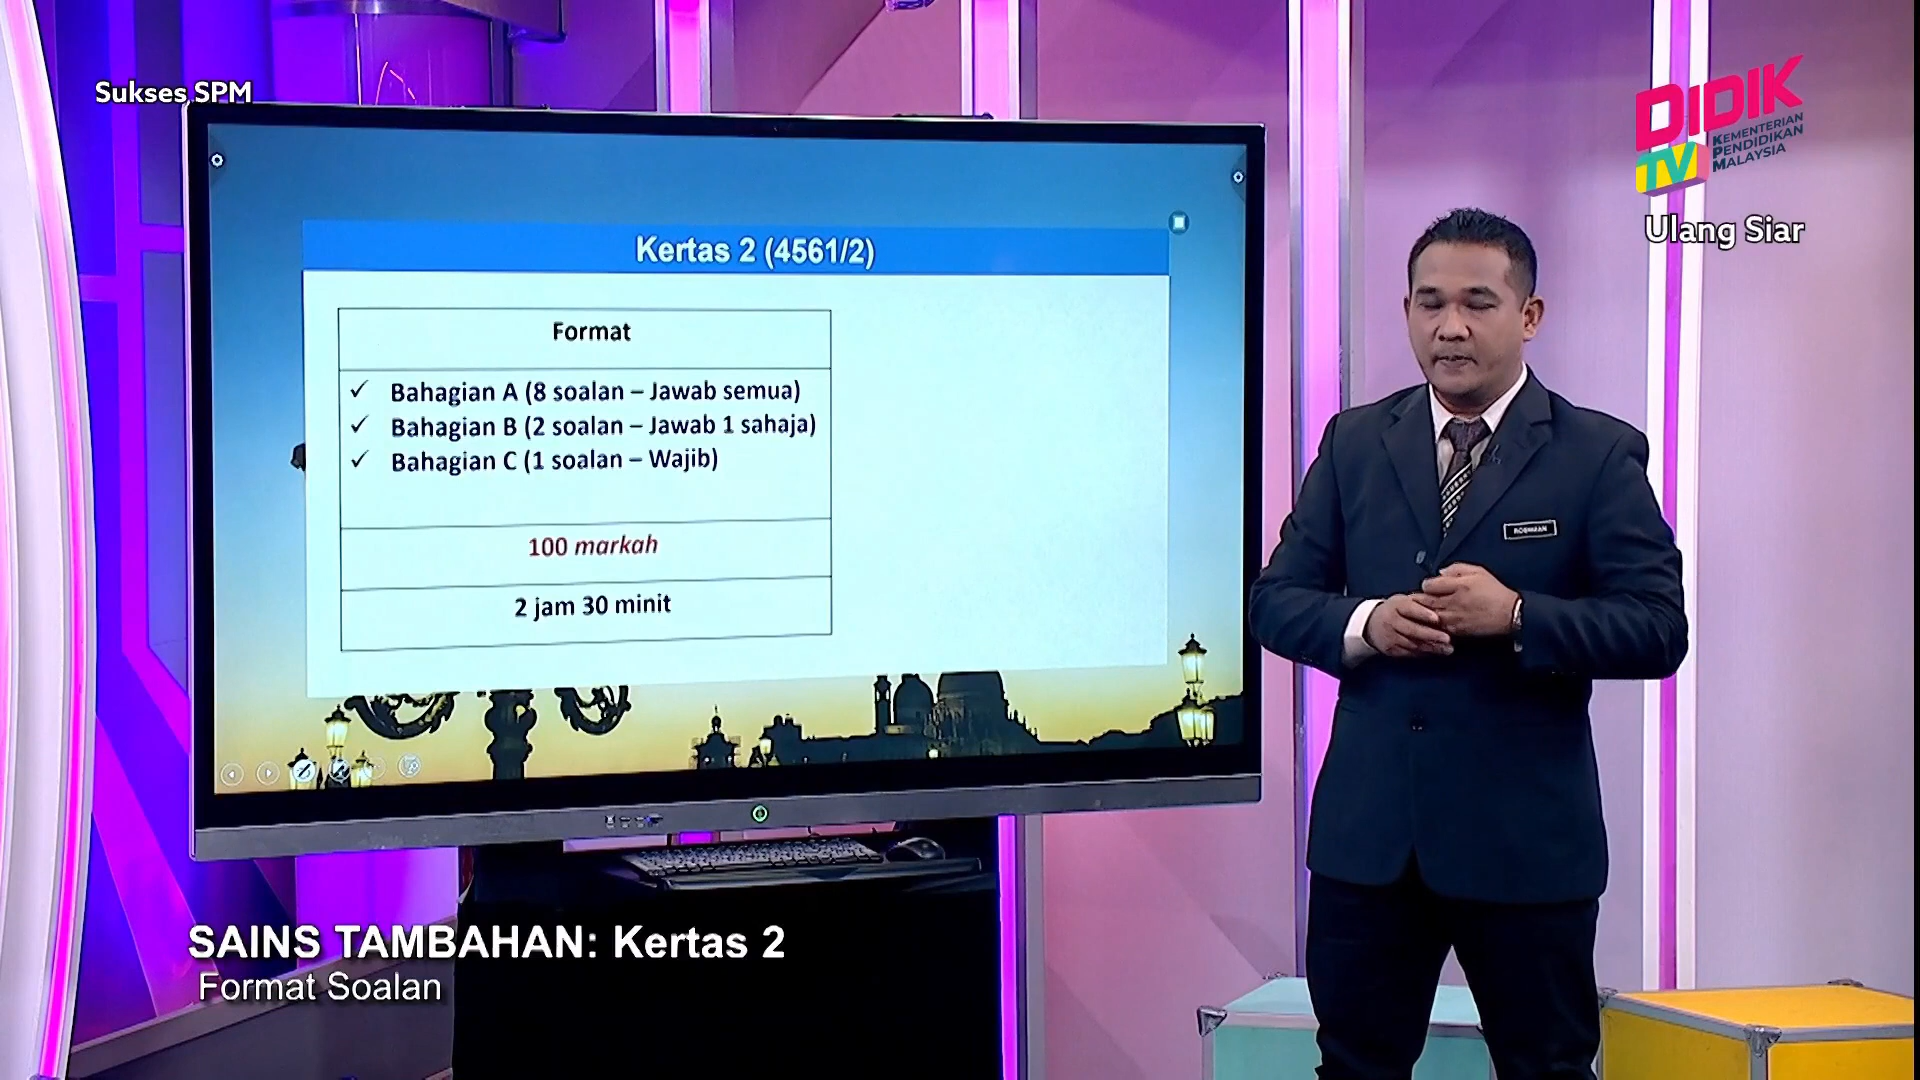 Sukses SPM
DIDIK
TV
KEMENTERIAN
PENDIDIKAN
MALAYSIA
Ulang Siar
Kertas 2 (4561/2)
Format
✓ Bahagian A (8 soalan – Jawab semua)
✓ Bahagian B (2 soalan – Jawab 1 sahaja)
✓ Bahagian C (1 soalan – Wajib)
100 markah
2 jam 30 minit
SAINS TAMBAHAN: Kertas 2
Format Soalan